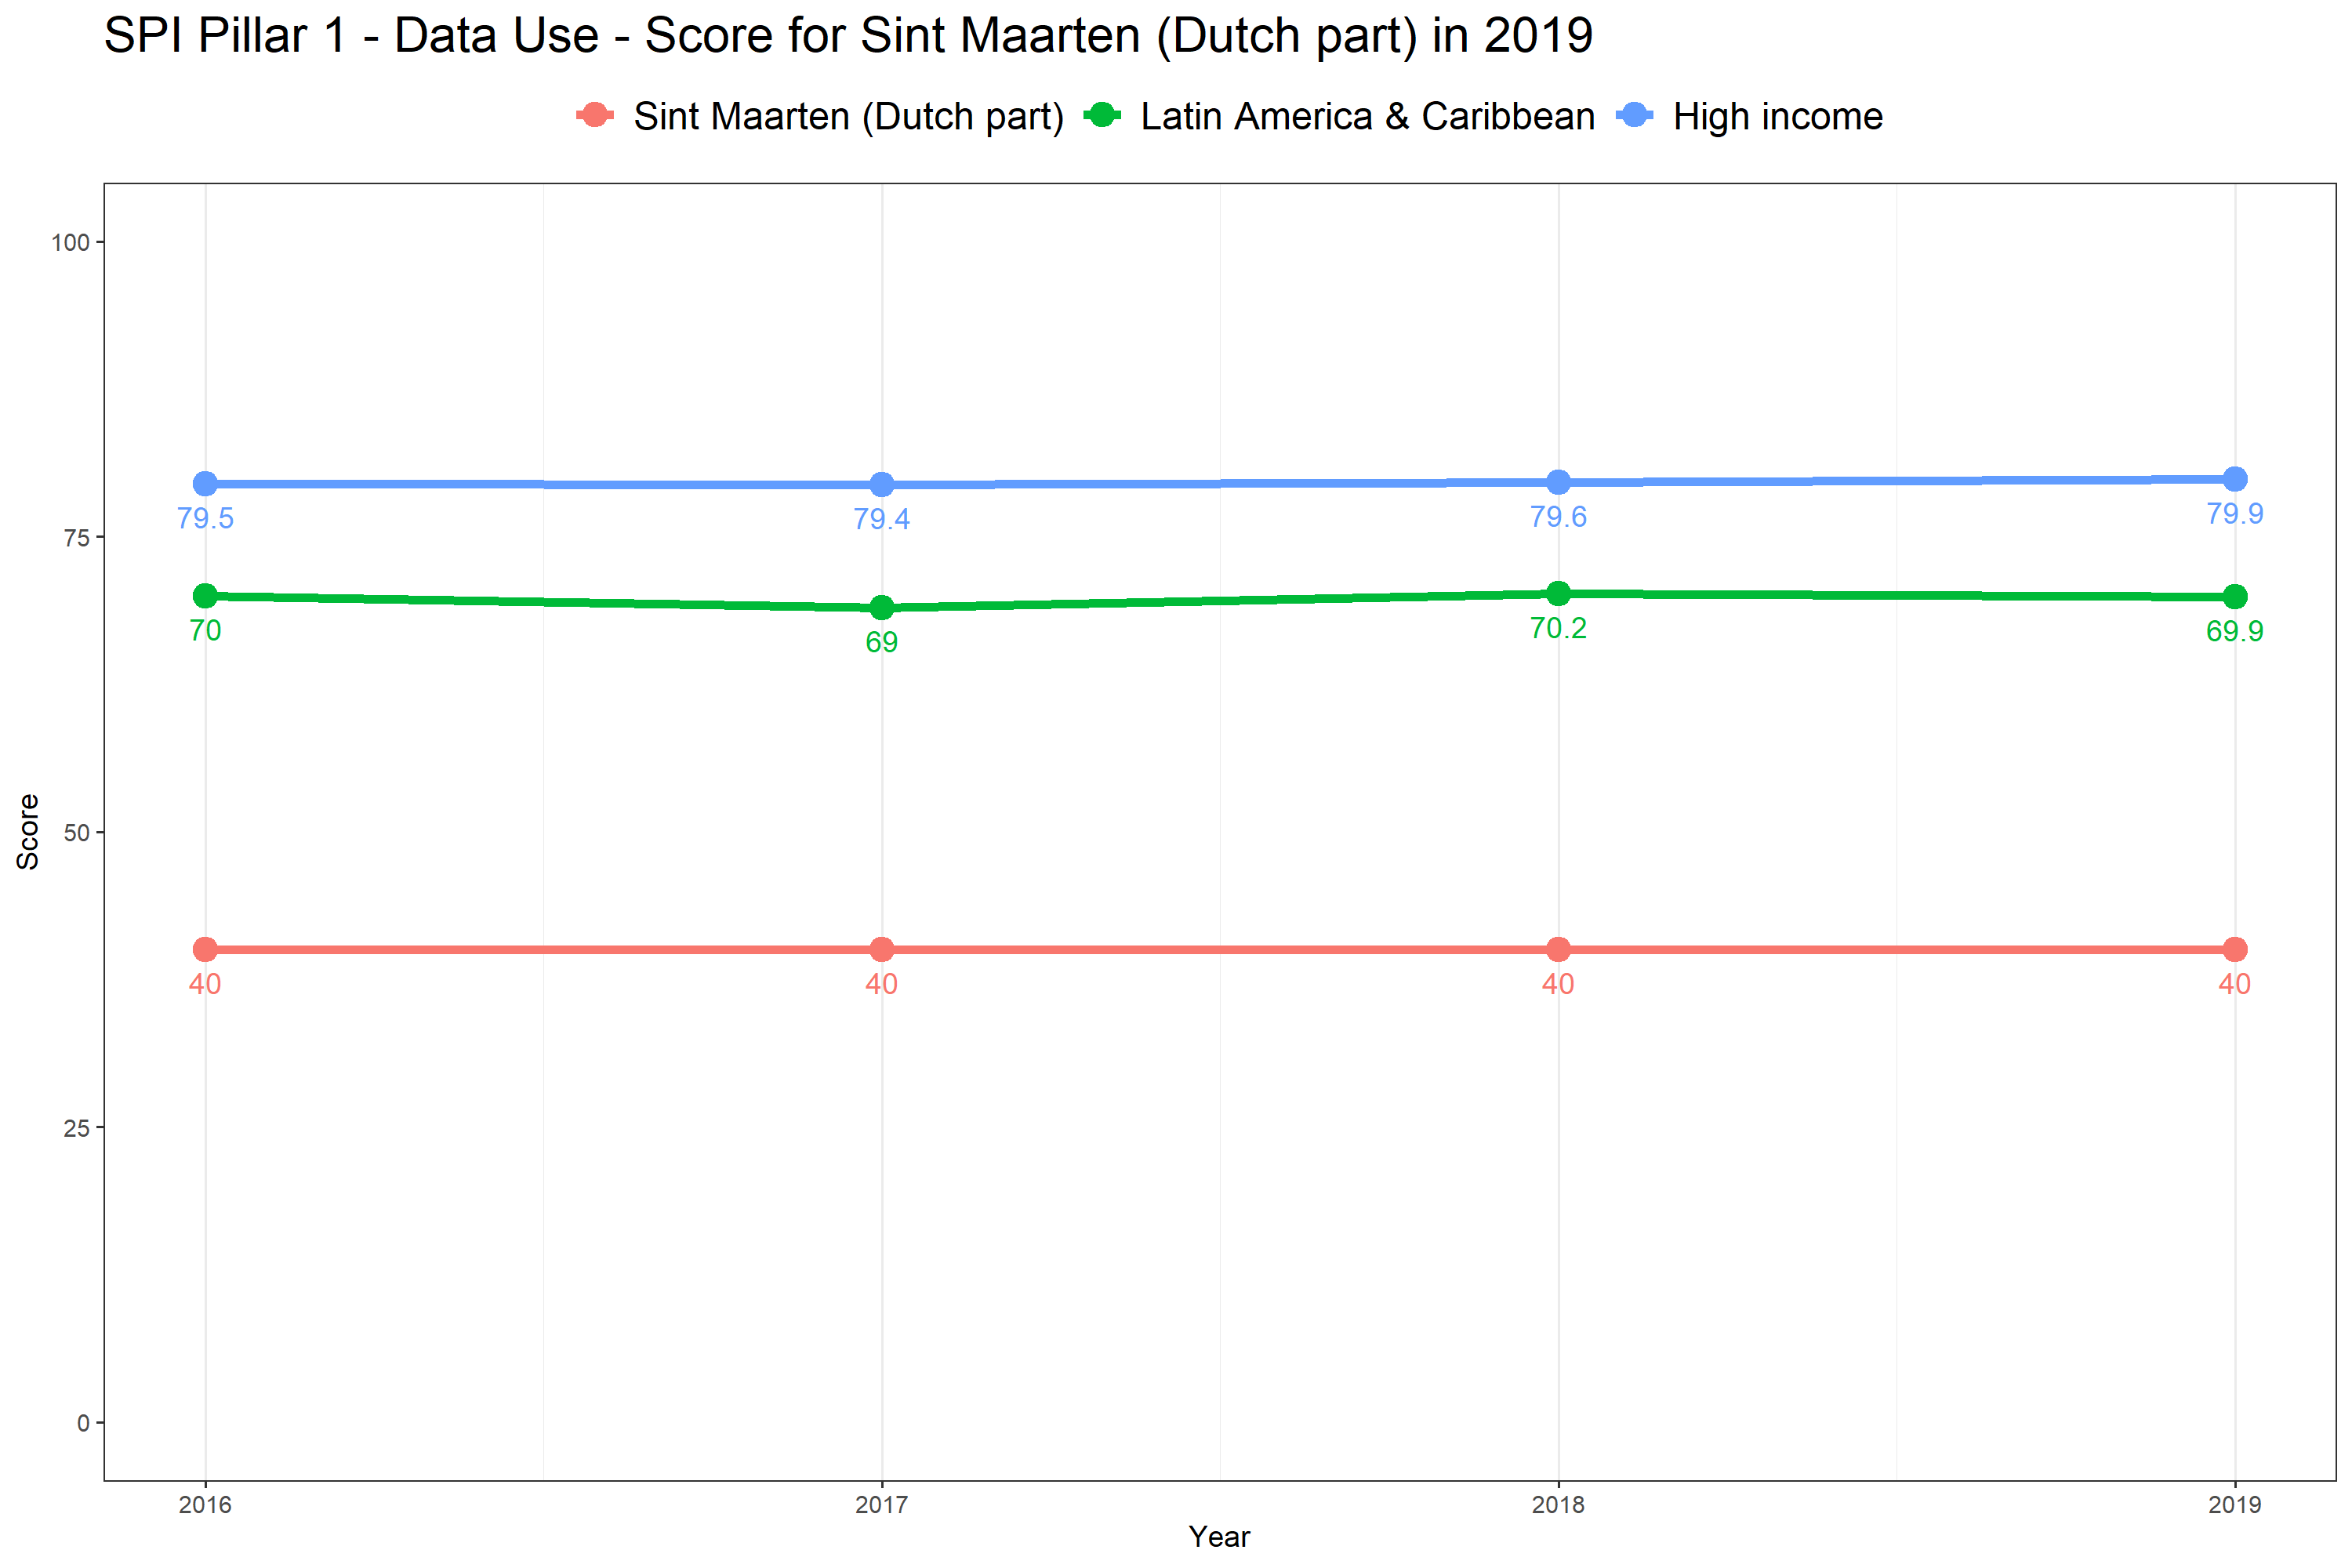 SPI Pillar 1 - Data Use - Score for Sint Maarten (Dutch part) in 2019
Sint Maarten (Dutch part) Latin America & Caribbean High income
100
75
50
25
0
Score
79.5 79.4 79.6 79.9
70 69 70.2 69.9
40 40 40 40
2016 2017 2018 2019
Year